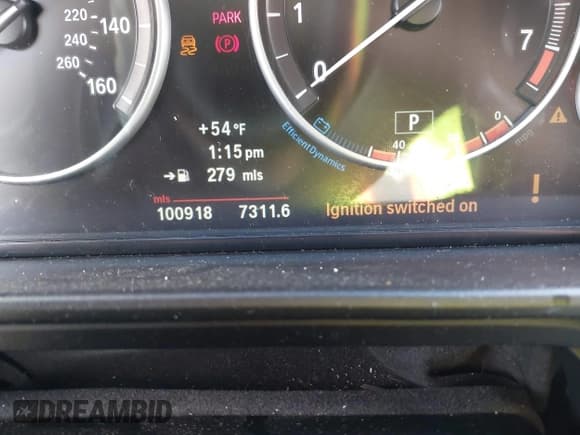 220
240
260
140
160
PARK
P
1
0
7
+54°F
1:15 pm
279 mls
EfficientDynamics
P
40
0
mpg
mls
100918 7311.6
Ignition switched on
!
DREAMBID